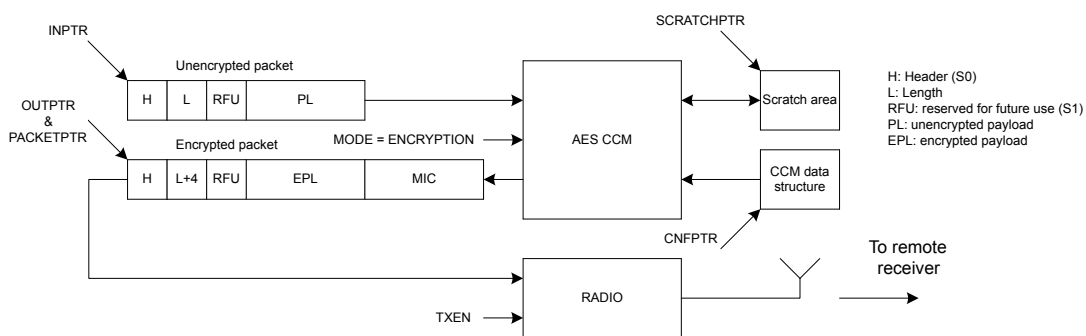 SCRATCHPTR
INPTR
Unencrypted packet
H L RFU PL
Scratch area
H: Header (S0)
L: Length
RFU: reserved for future use (S1)
PL: unencrypted payload
EPL: encrypted payload
OUTPTR
&
PACKETPTR
MODE = ENCRYPTION
AES CCM
Encrypted packet
H L+4 RFU EPL MIC
CCM data
structure
CNFPTR
To remote
receiver
RADIO
TXEN